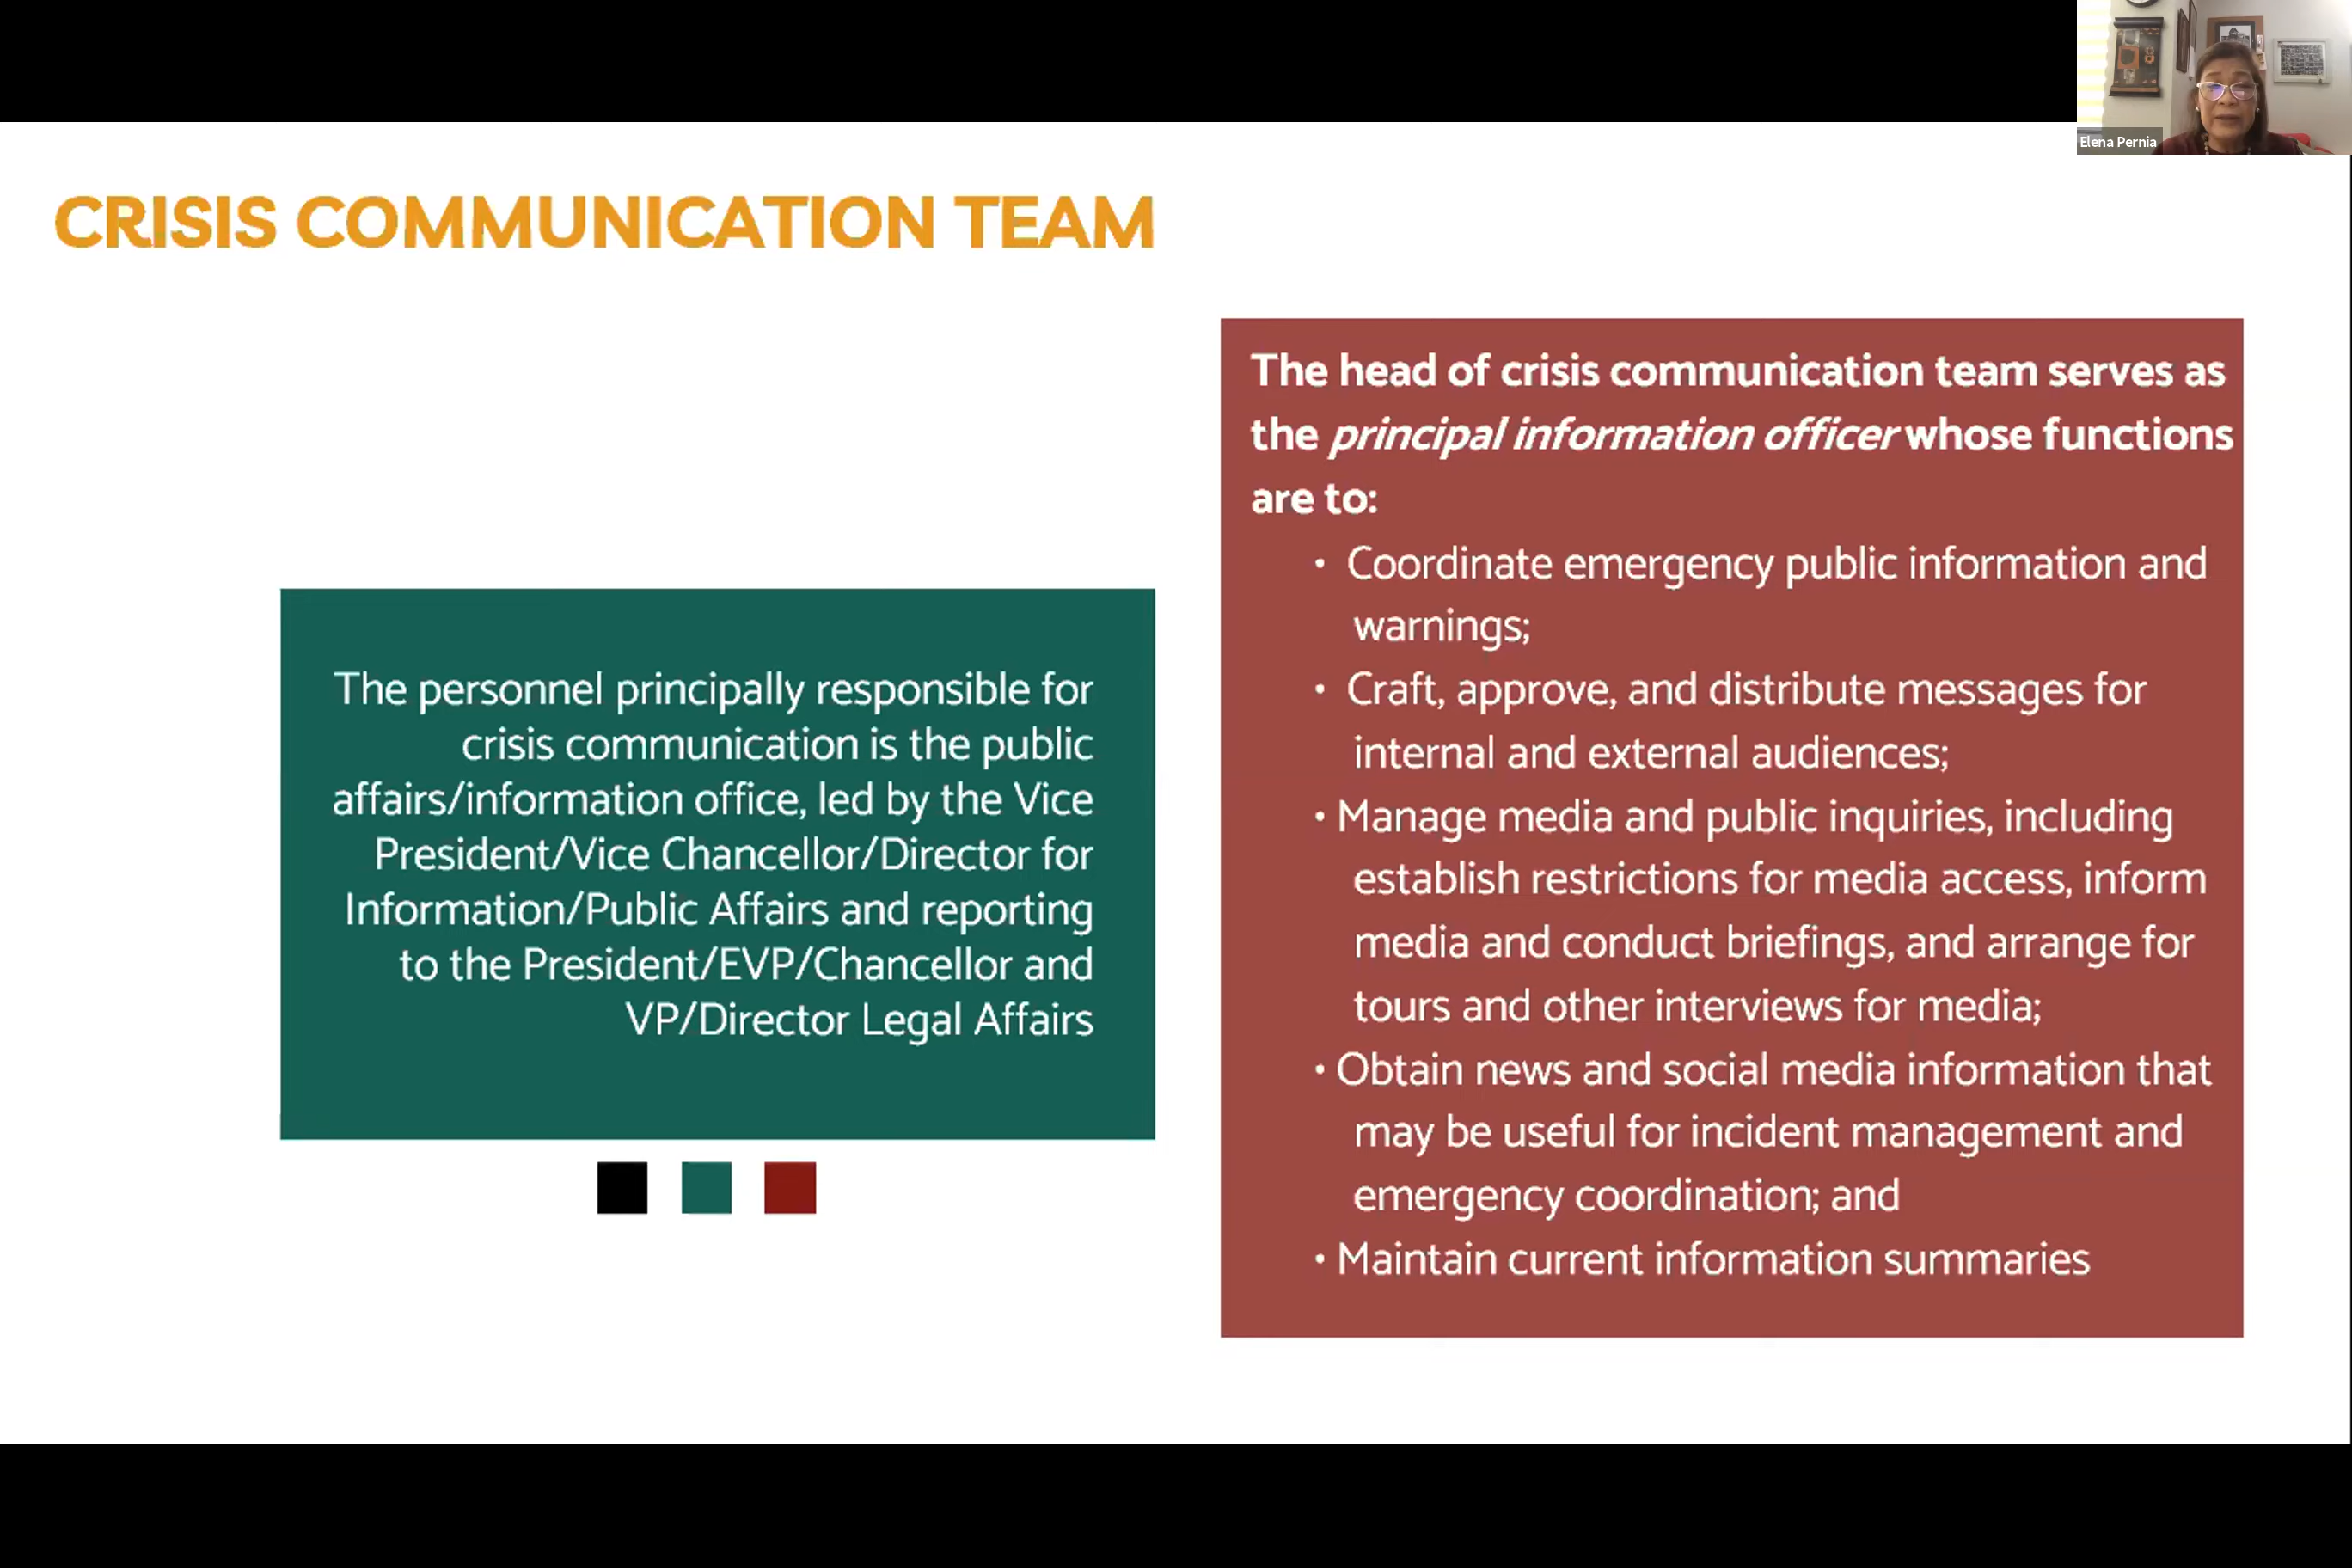 Elena Pernia
CRISIS COMMUNICATION TEAM
The personnel principally responsible for
crisis communication is the public
affairs/information office, led by the Vice
President/Vice Chancellor/Director for
Information/Public Affairs and reporting
to the President/EVP/Chancellor and
VP/Director Legal Affairs
The head of crisis communication team serves as
the principal information officer whose functions
are to:
• Coordinate emergency public information and
warnings;
• Craft, approve, and distribute messages for
internal and external audiences;
• Manage media and public inquiries, including
establish restrictions for media access, inform
media and conduct briefings, and arrange for
tours and other interviews for media;
• Obtain news and social media information that
may be useful for incident management and
emergency coordination; and
• Maintain current information summaries